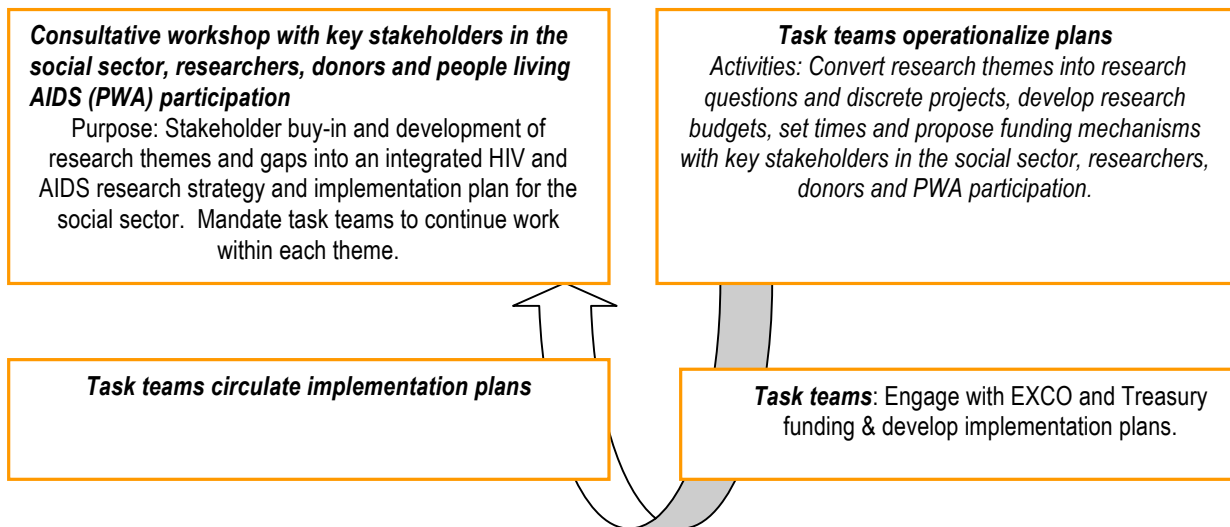 Consultative workshop with key stakeholders in the
social sector, researchers, donors and people living
AIDS (PWA) participation
Purpose: Stakeholder buy-in and development of
research themes and gaps into an integrated HIV and
AIDS research strategy and implementation plan for the
social sector.  Mandate task teams to continue work
within each theme.
Task teams operationalize plans
Activities: Convert research themes into research
questions and discrete projects, develop research
budgets, set times and propose funding mechanisms
with key stakeholders in the social sector, researchers,
donors and PWA participation.
Task teams circulate implementation plans
Task teams: Engage with EXCO and Treasury
funding & develop implementation plans.